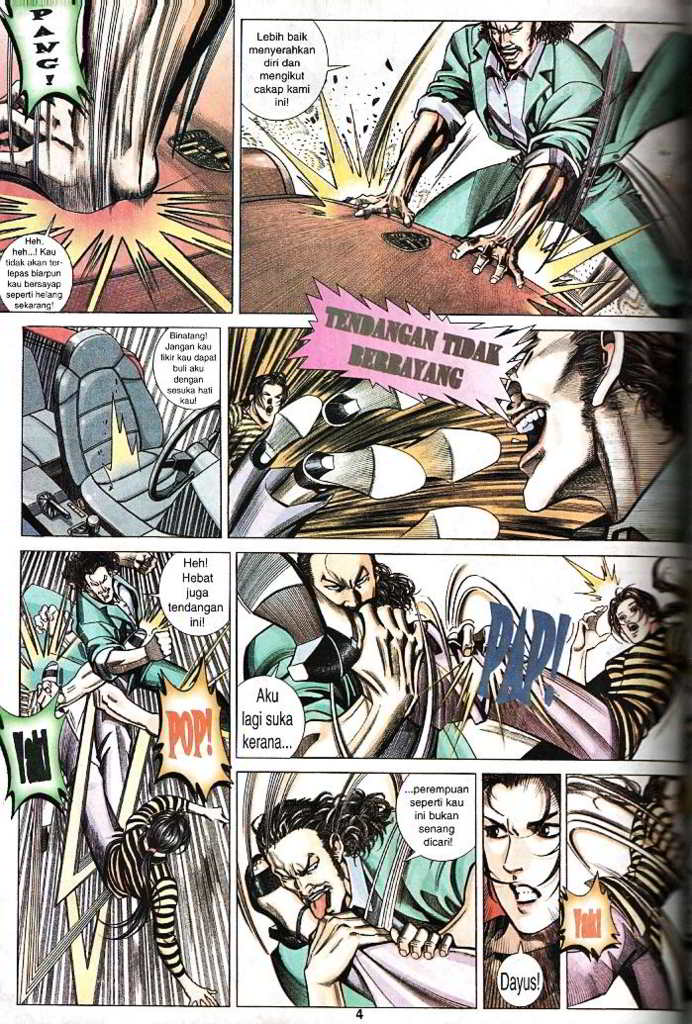 PANG!
Heh,
heh...! Kau
tidak akan ter-
lepas biarpun
kau bersayap
seperti helang
sekarang!
Lebih baik
menyerahkan
diri dan
mengikut
cakap kami
ini!
Binatang!
Jangan kau
fikir kau dapat
buli aku
dengan
sesuka hati
kau!
TENDANGAN TIDAK
BERBAYANG
Heh!
Hebat
juga
tendangan
ini!
POP!
Yah!
Aku
lagi suka
kerana...
PAP!
...perempuan
seperti kau
ini bukan
senang
dicari!
Dayus!
Yah!
4